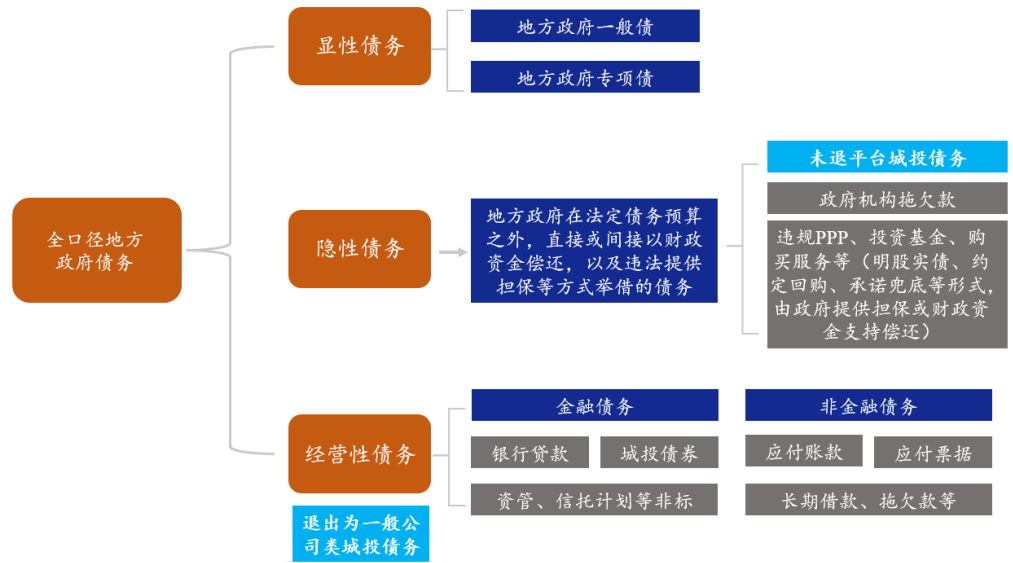 全口径地方
政府债务
显性债务
地方政府一般债
地方政府专项债
隐性债务
地方政府在法定债务预算
之外，直接或间接以财政
资金偿还，以及违法提供
担保等方式举借的债务
未退平台城投债务
政府机构拖欠款
违规PPP、投资基金、购
买服务等（明股实债、约
定回购、承诺兜底等形式，
由政府提供担保或财政资
金支持偿还）
经营性债务
退出为一般公
司类城投债务
金融债务
银行贷款
城投债券
资管、信托计划等非标
非金融债务
应付账款
应付票据
长期借款、拖欠款等